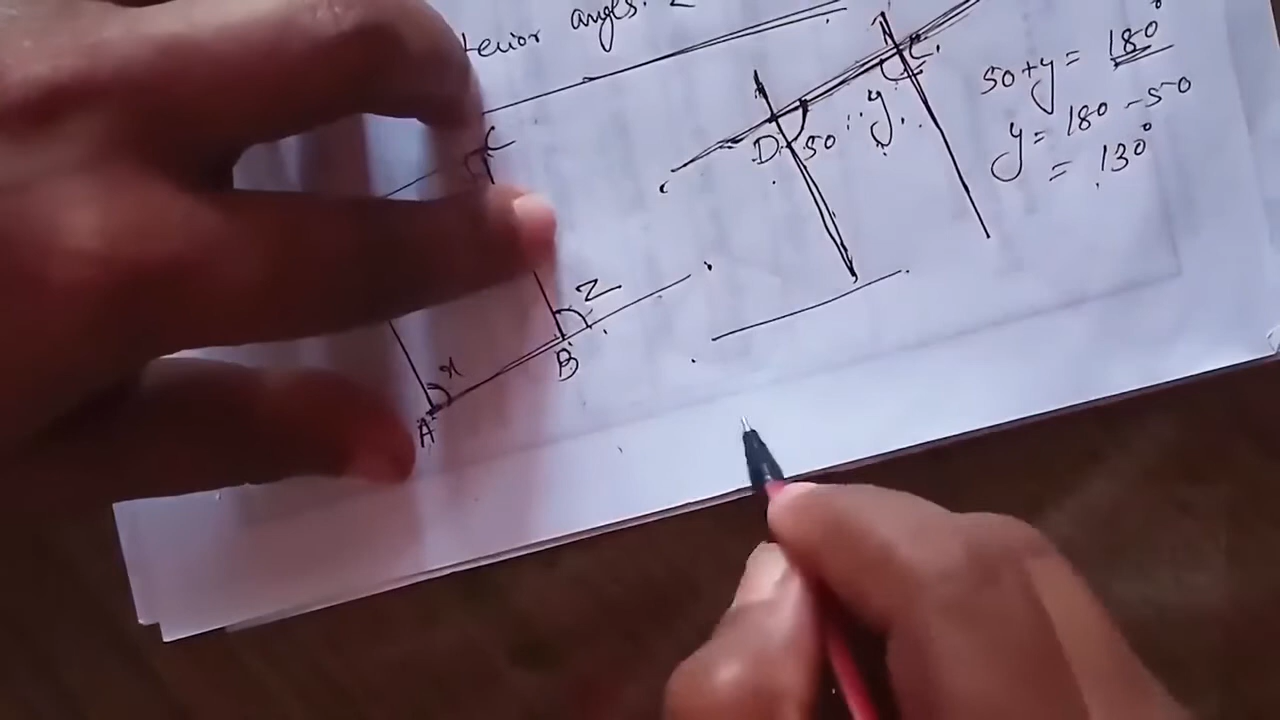 terior angles.
50+y = 180°
y = 180 - 50
= 130°
D 50 y C
C
Z
B
x
A